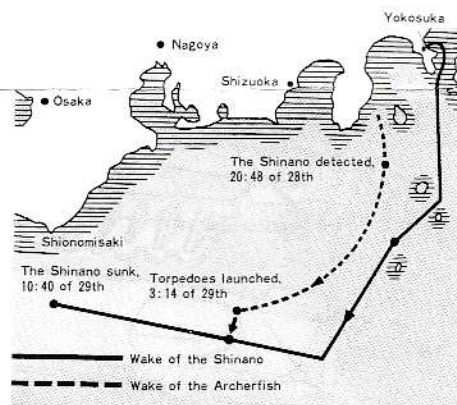 Yokosuka
Nagoya
Shizuoka
Osaka
The Shinano detected,
20:48 of 28th
Shionomisaki
The Shinano sunk,
10:40 of 29th
Torpedoes launched,
3:14 of 29th
Wake of the Shinano
Wake of the Archerfish